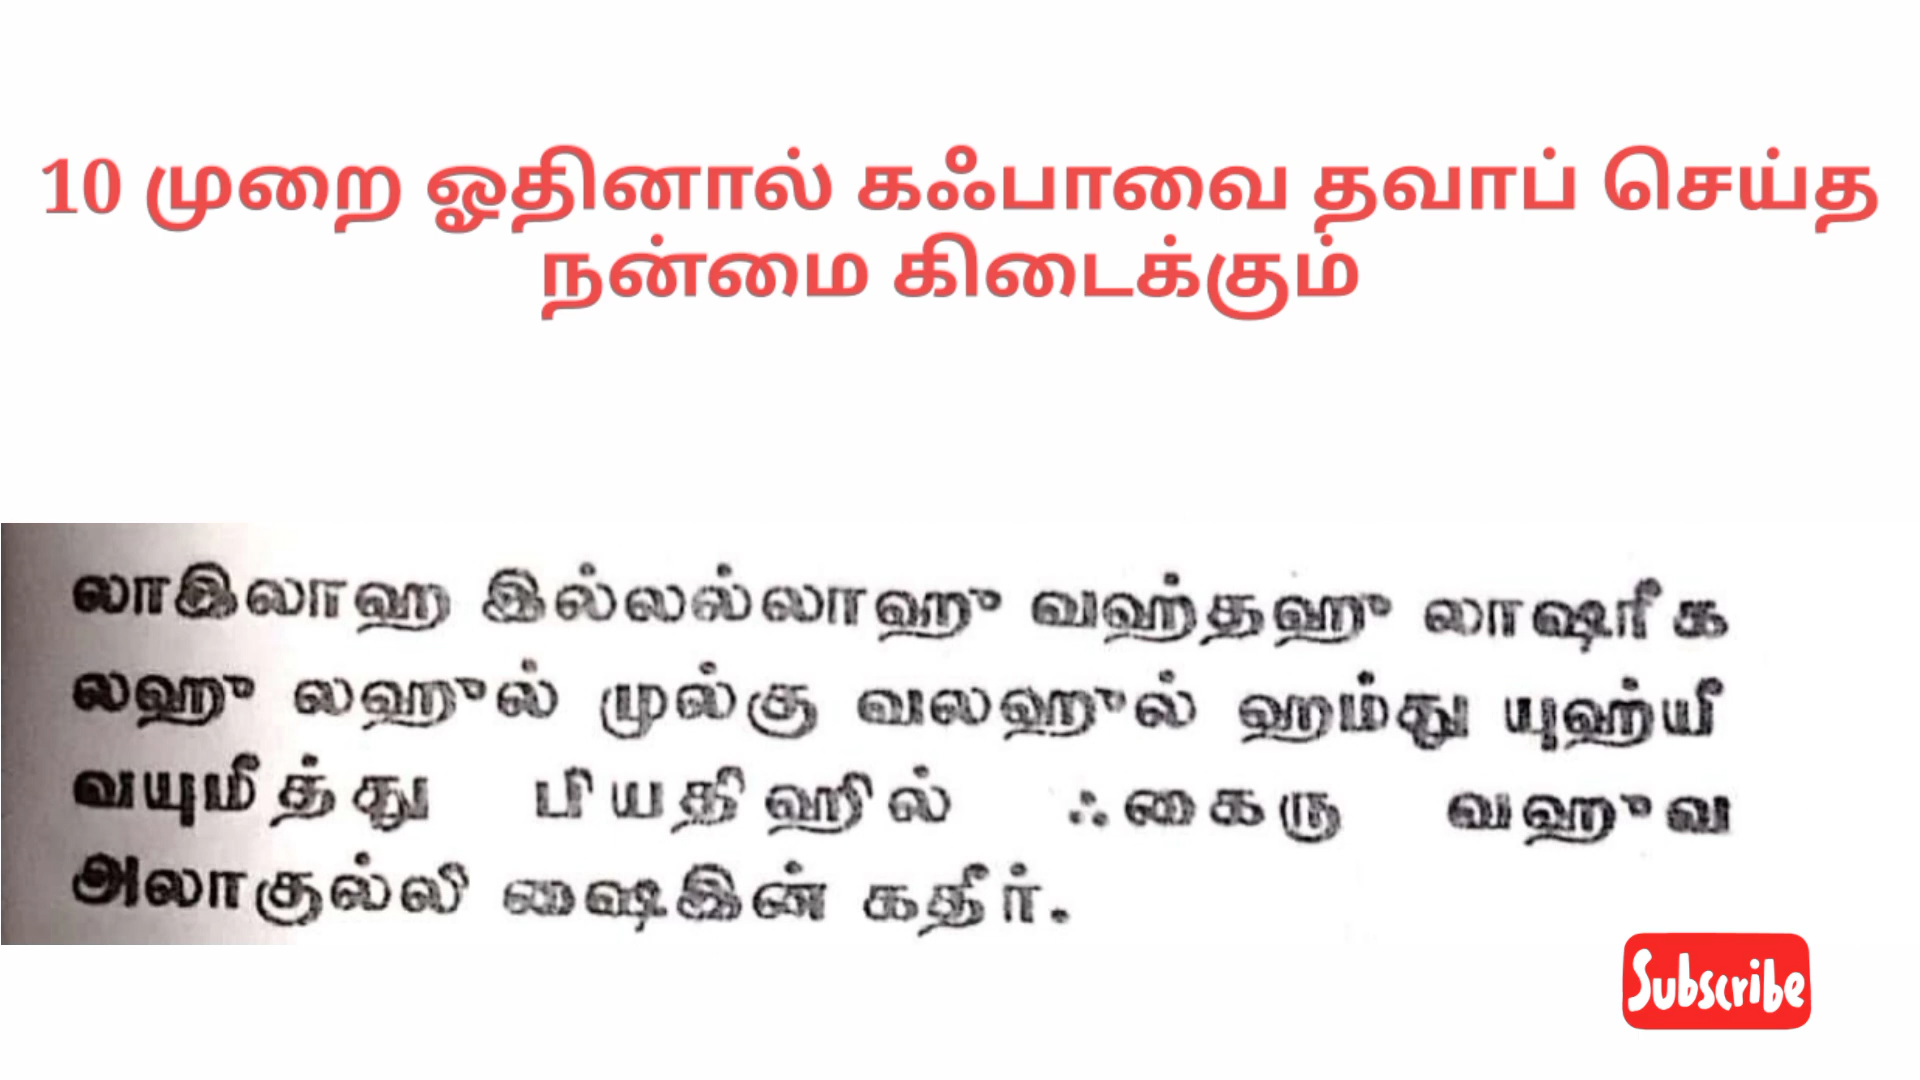 10 முறை ஓதினால் கஃபாவை தவாப் செய்த
நன்மை கிடைக்கும்
லாஇலாஹ இல்லல்லாஹு வஹ்தஹு லாஷரீக
லஹு லஹுல் முல்கு வலஹுல் ஹம்து யுஹ்யீ
வயுமீத்து பியதிஹில் ஃகைரு வஹுவ
அலாகுல்லி ஷைஇன் கதீர்.
Subscribe